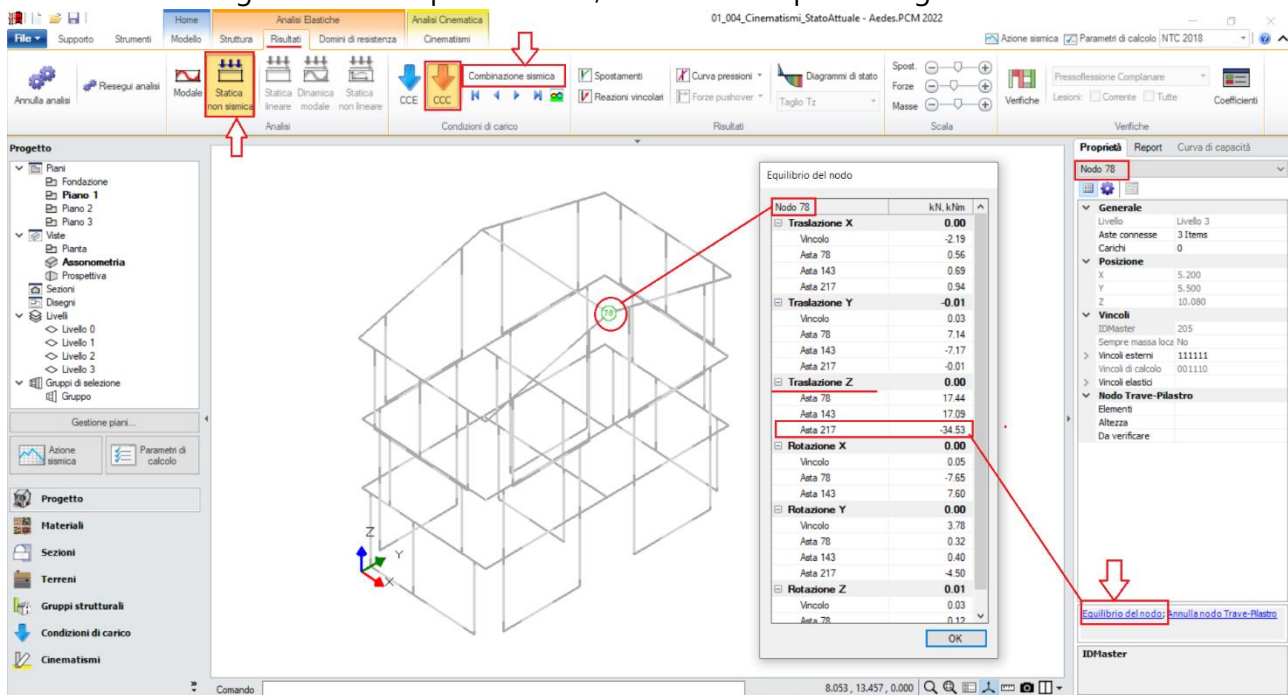 01_004_Cinematismi_StatoAttuale - Aedes.PCM 2022
Home
Analisi Elastiche
Analisi Cinematica
File
Supporto
Strumenti
Modello
Struttura
Risultati
Domini di resistenza
Cinematismi
Azione sismica
Parametri di calcolo
NTC 2018
Annulla analisi
Riesegui analisi
Modale
Statica non sismica
Statica lineare
Dinamica modale
Statica non lineare
Analisi
CCE
CCC
Combinazione sismica
Condizioni di carico
Spostamenti
Reazioni vincolari
Curva pressioni
Forze pushover
Diagrammi di stato
Taglio Tz
Risultati
Spost.
Forze
Masse
Scala
Verifiche
Pressoflessione Complanare
Lesioni:
Corrente
Tutte
Coefficienti
Verifiche
Progetto
Piani
Fondazione
Piano 1
Piano 2
Piano 3
Viste
Pianta
Assonometria
Prospettiva
Sezioni
Disegni
Livelli
Livello 0
Livello 1
Livello 2
Livello 3
Gruppi di selezione
Gruppo
Gestione piani...
Azione sismica
Parametri di calcolo
Progetto
Materiali
Sezioni
Terreni
Gruppi strutturali
Condizioni di carico
Cinematismi
78
Z
Y
X
Equilibrio del nodo
Nodo 78 kN, kNm
Traslazione X 0.00
Vincolo -2.19
Asta 78 0.56
Asta 143 0.69
Asta 217 0.94
Traslazione Y -0.01
Vincolo 0.03
Asta 78 7.14
Asta 143 -7.17
Asta 217 -0.01
Traslazione Z 0.00
Asta 78 17.44
Asta 143 17.09
Asta 217 -34.53
Rotazione X 0.00
Vincolo 0.05
Asta 78 -7.65
Asta 143 7.60
Rotazione Y 0.00
Vincolo 3.78
Asta 78 0.32
Asta 143 0.40
Asta 217 -4.50
Rotazione Z 0.01
Vincolo 0.03
Asta 78 0.12
OK
Proprietà
Report
Curva di capacità
Nodo 78
Generale
Livello Livello 3
Aste connesse 3 Items
Carichi 0
Posizione
X 5.200
Y 5.500
Z 10.080
Vincoli
IDMaster 205
Sempre massa loca No
Vincoli esterni 111111
Vincoli di calcolo 001110
Vincoli elastici
Nodo Trave-Pilastro
Elementi
Altezza
Da verificare
Equilibrio del nodo; Annulla nodo Trave-Pilastro
IDMaster
Comando
8.053 , 13.457 , 0.000